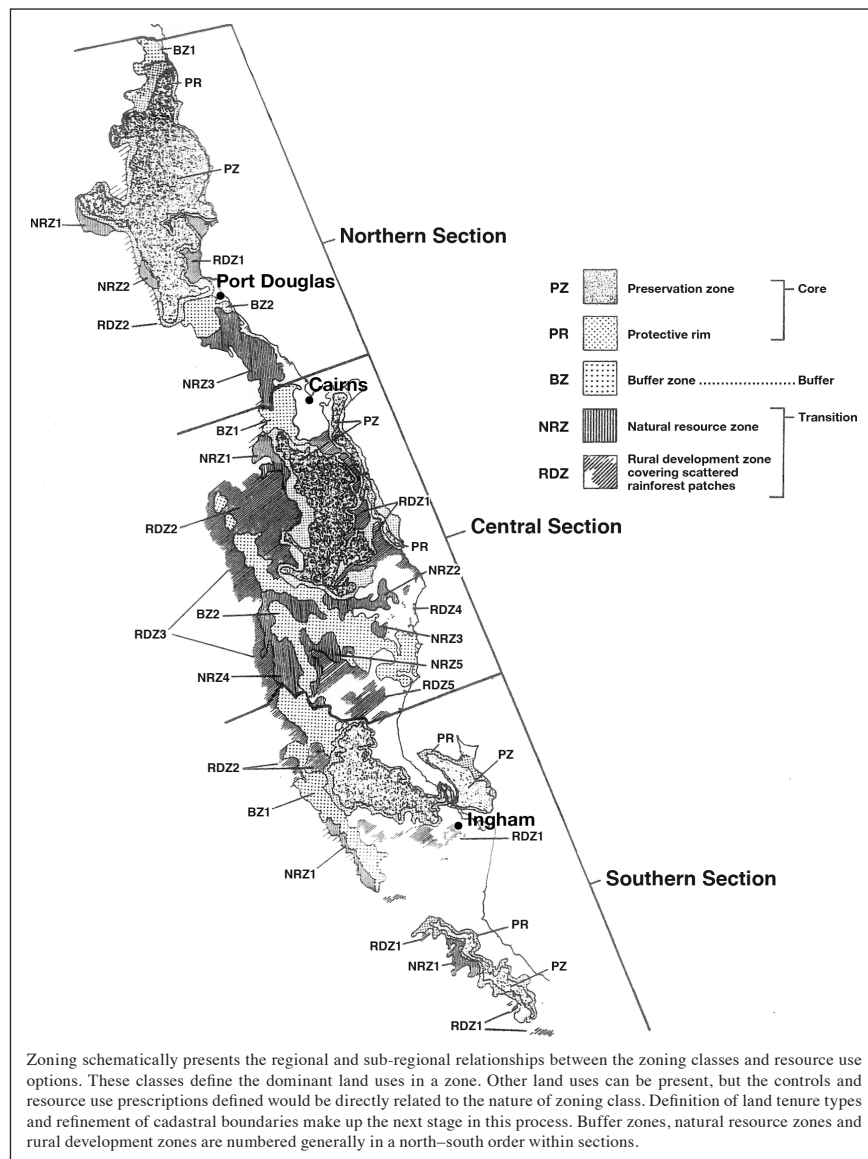 BZ1
PR
PZ
NRZ1
Northern Section
RDZ1
NRZ2
Port Douglas
BZ2
RDZ2
NRZ3
Cairns
BZ1
PZ
NRZ1
RDZ1
RDZ2
Central Section
PR
NRZ2
BZ2
RDZ4
RDZ3
NRZ3
NRZ5
NRZ4
RDZ5
PR
PZ
RDZ2
BZ1
Ingham
RDZ1
NRZ1
Southern Section
PR
RDZ1
NRZ1
PZ
RDZ1
PZ Preservation zone Core
PR Protective rim
BZ Buffer zone ........................ Buffer
NRZ Natural resource zone Transition
RDZ Rural development zone
covering scattered
rainforest patches
Zoning schematically presents the regional and sub-regional relationships between the zoning classes and resource use
options. These classes define the dominant land uses in a zone. Other land uses can be present, but the controls and
resource use prescriptions defined would be directly related to the nature of zoning class. Definition of land tenure types
and refinement of cadastral boundaries make up the next stage in this process. Buffer zones, natural resource zones and
rural development zones are numbered generally in a north–south order within sections.